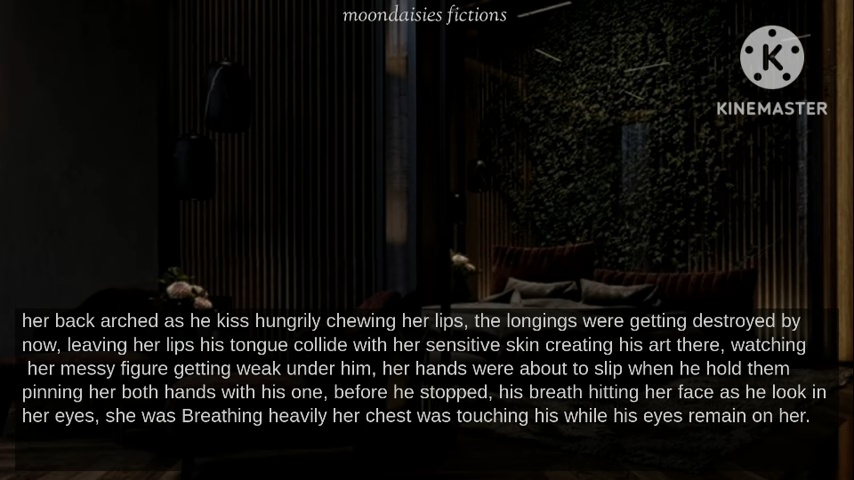 moondaisies fictions
K
KINEMASTER
her back arched as he kiss hungrily chewing her lips, the longings were getting destroyed by
now, leaving her lips his tongue collide with her sensitive skin creating his art there, watching
her messy figure getting weak under him, her hands were about to slip when he hold them
pinning her both hands with his one, before he stopped, his breath hitting her face as he look in
her eyes, she was Breathing heavily her chest was touching his while his eyes remain on her.